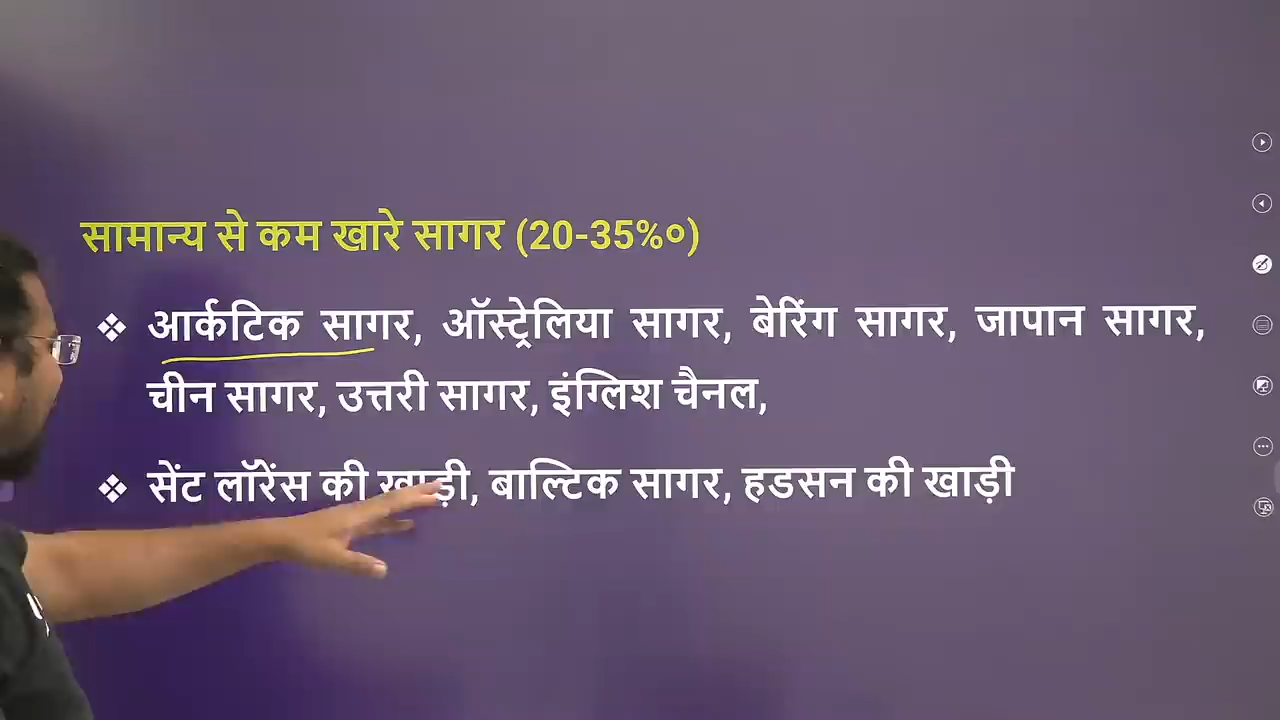 सामान्य से कम खारे सागर (20-35%०)
❖ आर्कटिक सागर, ऑस्ट्रेलिया सागर, बेरिंग सागर, जापान सागर,
चीन सागर, उत्तरी सागर, इंग्लिश चैनल,
❖ सेंट लॉरेंस की खाड़ी, बाल्टिक सागर, हडसन की खाड़ी